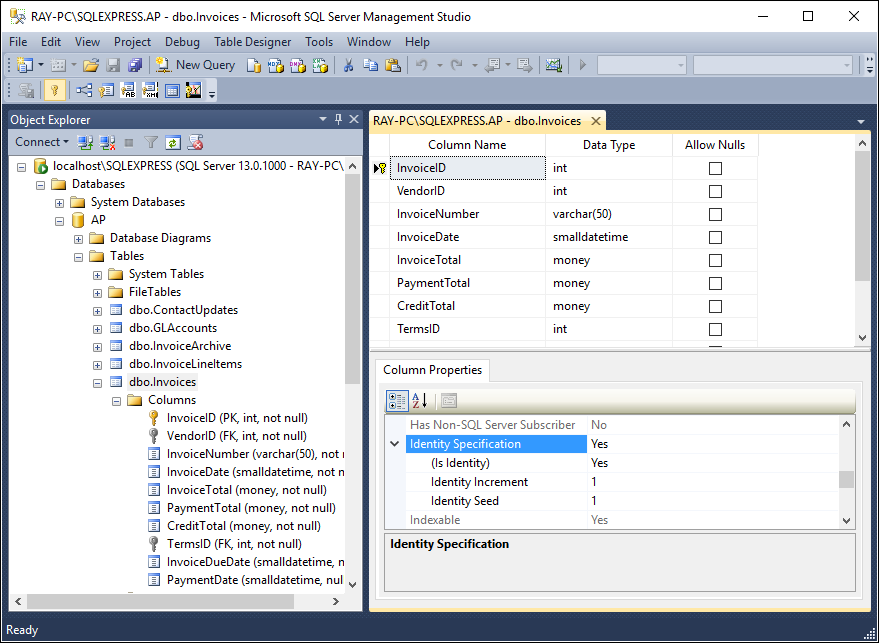 RAY-PC\SQLEXPRESS.AP - dbo.Invoices - Microsoft SQL Server Management Studio
File Edit View Project Debug Table Designer Tools Window Help
New Query
Object Explorer
Connect
localhost\SQLEXPRESS (SQL Server 13.0.1000 - RAY-PC\
Databases
System Databases
AP
Database Diagrams
Tables
System Tables
FileTables
dbo.ContactUpdates
dbo.GLAccounts
dbo.InvoiceArchive
dbo.InvoiceLineItems
dbo.Invoices
Columns
InvoiceID (PK, int, not null)
VendorID (FK, int, not null)
InvoiceNumber (varchar(50), not n
InvoiceDate (smalldatetime, not n
InvoiceTotal (money, not null)
PaymentTotal (money, not null)
CreditTotal (money, not null)
TermsID (FK, int, not null)
InvoiceDueDate (smalldatetime, n
PaymentDate (smalldatetime, nul
RAY-PC\SQLEXPRESS.AP - dbo.Invoices
Column Name Data Type Allow Nulls
InvoiceID int
VendorID int
InvoiceNumber varchar(50)
InvoiceDate smalldatetime
InvoiceTotal money
PaymentTotal money
CreditTotal money
TermsID int
Column Properties
Has Non-SQL Server Subscriber No
Identity Specification Yes
(Is Identity) Yes
Identity Increment 1
Identity Seed 1
Indexable Yes
Identity Specification
Ready